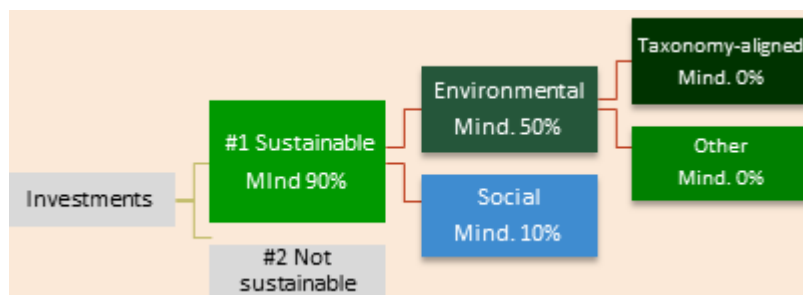 Taxonomy-aligned
Mind. 0%
Environmental
Mind. 50%
#1 Sustainable
MInd 90%
Other
Mind. 0%
Investments
Social
Mind. 10%
#2 Not
sustainable